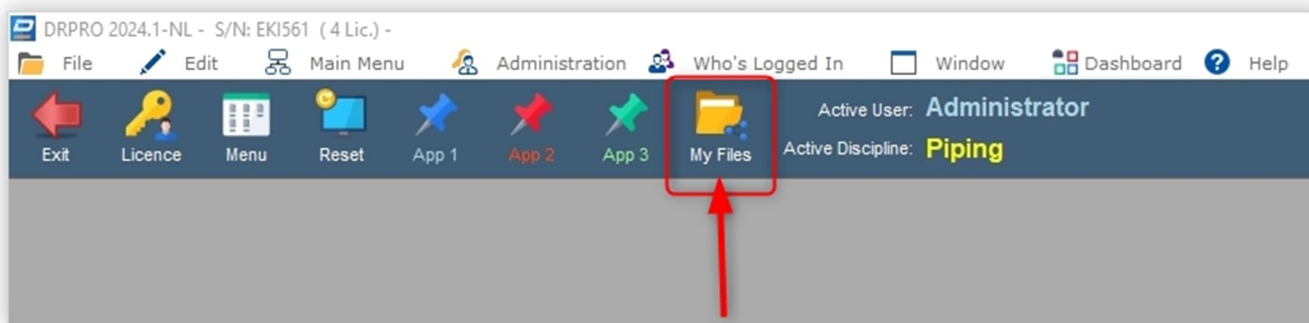 DRPRO 2024.1-NL - S/N: EKI561 ( 4 Lic.) -
File Edit Main Menu Administration Who's Logged In Window Dashboard Help
Exit Licence Menu Reset App 1 App 2 App 3 My Files
Active User: Administrator
Active Discipline: Piping